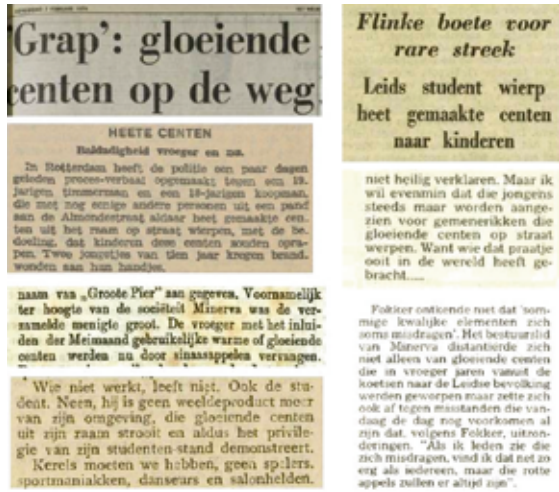 'Grap': gloeiende
centen op de weg
HEETE CENTEN
Baldadigheid vroeger en nu.
In Rotterdam heeft de politie een paar dagen
geleden proces-verbaal opgemaakt tegen een 19-
jarigen timmerman en een 18-jarigen koopman,
die met nog eenige andere personen uit een pand
aan de Almondestraat aldaar heet gemaakte cen-
ten uit het raam op straat wierpen, met de be-
doeling, dat kinderen deze centen zouden opra-
pen. Twee jongetjes van tien jaar kregen brand-
wonden aan hun handjes.
naam van „Groote Pier" aan gegeven. Voornamelijk
ter hoogte van de sociëteit Minerva was de ver-
zamelde menigte groot. De vroeger met het inlui-
den der Meimaand gebruikelijke warme of gloeiende
centen werden nu door sinaasappelen vervangen.
Wie niet werkt, leeft niet. Ook de stu-
dent. Neen, hij is geen weeldeproduct meer
van zijn omgeving, die gloeiende centen
uit zijn raam strooit en aldus het privile-
gie van zijn studenten-stand demonstreert.
Kerels moeten we hebben, geen spelers,
sportmaniakken, danseurs en salonhelden.
Flinke boete voor
rare streek
Leids student wierp
heet gemaakte centen
naar kinderen
niet heilig verklaren. Maar ik
wil evenmin dat die jongens
steeds maar worden aange-
zien voor gemenerikken die
gloeiende centen op straat
werpen. Want wie dat praatje
ooit in de wereld heeft ge-
bracht.....
Fokker ontkende niet dat 'som-
mige kwalijke elementen zich
soms misdragen'. Het bestuurslid
van Minerva distantieerde zich
niet alleen van gloeiende centen
die in vroeger jaren vanuit de
koetsen naar de Leidse bevolking
werden geworpen maar zette zich
ook af tegen misstanden die van-
daag de dag nog voorkomen al
zijn dat, volgens Fokker, uitzon-
deringen. "Als ik leden zie die
zich misdragen, vind ik dat net zo
erg als iedereen, maar die rotte
appels zullen er altijd zijn".